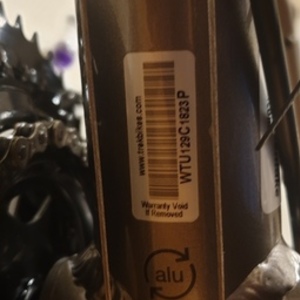 www.trekbikes.com
WTU129C1823P
Warranty Void
If Removed
alu